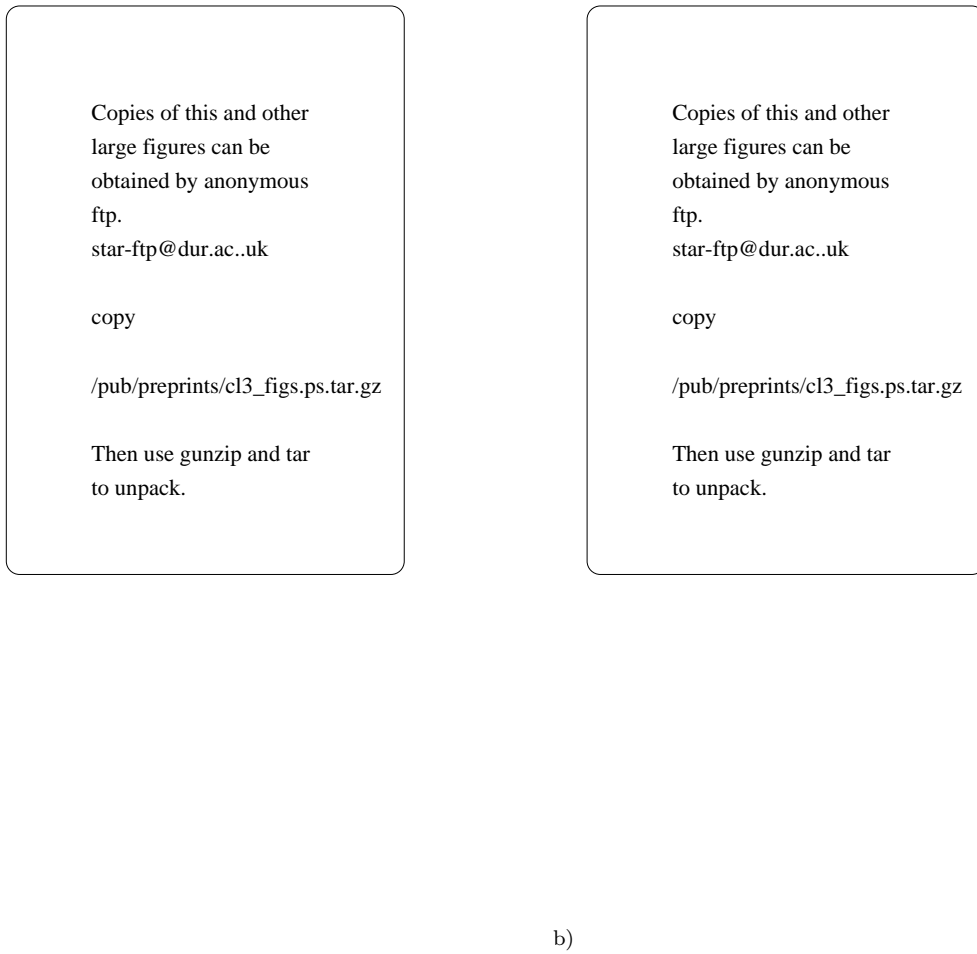 Copies of this and other
large figures can be
obtained by anonymous
ftp.
star-ftp@dur.ac..uk
copy
/pub/preprints/cl3_figs.ps.tar.gz
Then use gunzip and tar
to unpack.
Copies of this and other
large figures can be
obtained by anonymous
ftp.
star-ftp@dur.ac..uk
copy
/pub/preprints/cl3_figs.ps.tar.gz
Then use gunzip and tar
to unpack.
b)